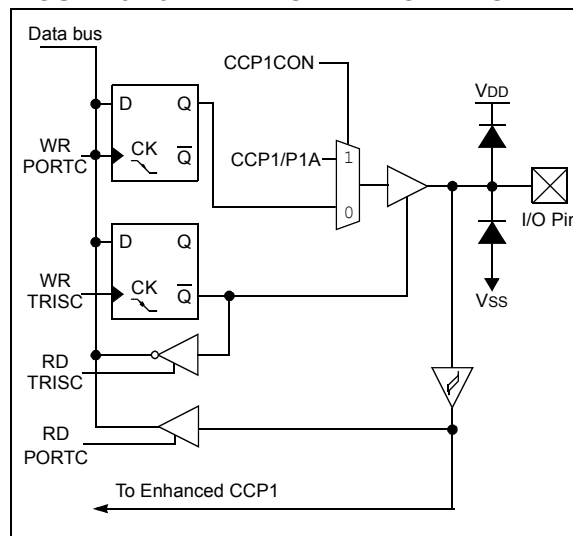 Data bus
CCP1CON
VDD
D Q
WR
PORTC
CK
Q
CCP1/P1A
1
0
I/O Pin
D Q
WR
TRISC
CK
Q
VSS
RD
TRISC
RD
PORTC
To Enhanced CCP1